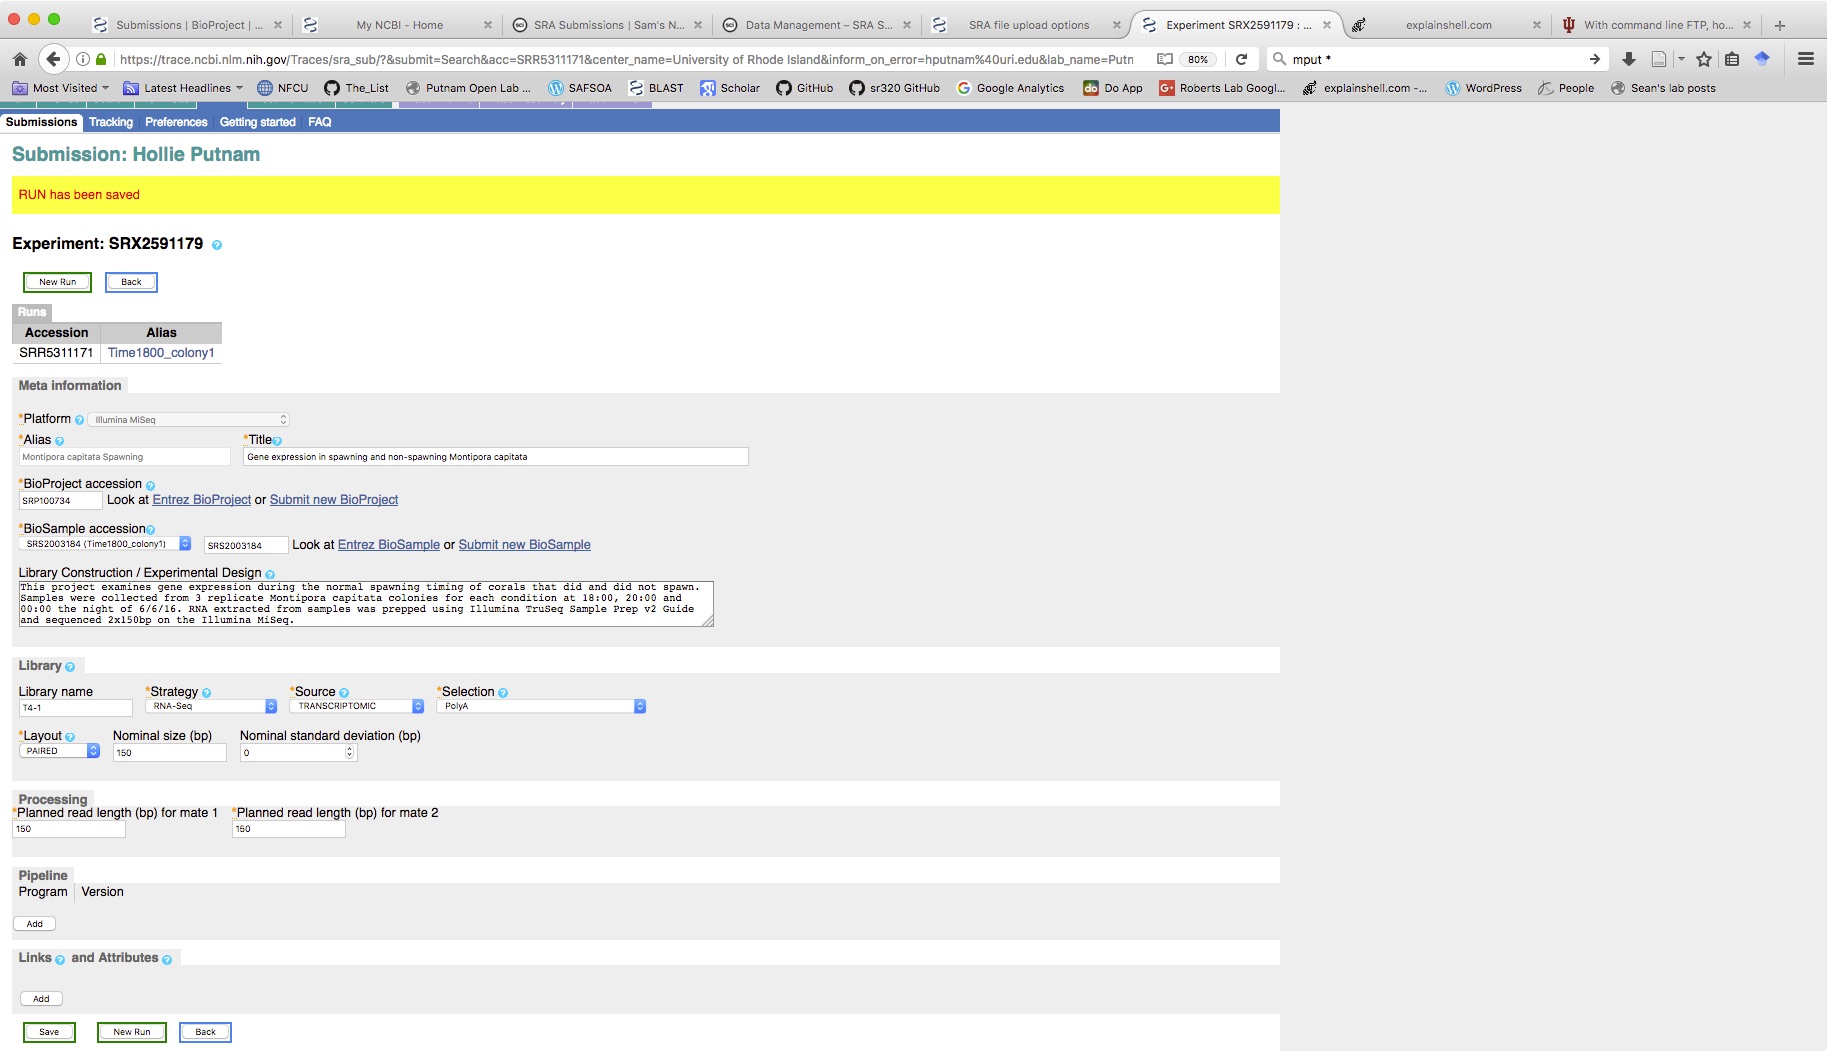 Submissions | BioProject | ...
My NCBI - Home
SRA Submissions | Sam's N...
Data Management – SRA S...
SRA file upload options
Experiment SRX2591179 : ...
explainshell.com
With command line FTP, ho...
https://trace.ncbi.nlm.nih.gov/Traces/sra_sub/?&submit=Search&acc=SRR5311171&center_name=University of Rhode Island&inform_on_error=hputnam%40uri.edu&lab_name=Putn
80%
mput *
Most Visited
Latest Headlines
NFCU
The_List
Putnam Open Lab ...
SAFSOA
BLAST
Scholar
GitHub
sr320 GitHub
Google Analytics
Do App
Roberts Lab Googl...
explainshell.com -...
WordPress
People
Sean's lab posts
Submissions Tracking Preferences Getting started FAQ
Submission: Hollie Putnam
RUN has been saved
Experiment: SRX2591179
New Run Back
Runs
Accession Alias
SRR5311171 Time1800_colony1
Meta information
*Platform Illumina MiSeq
*Alias *Title
Montipora capitata Spawning Gene expression in spawning and non-spawning Montipora capitata
*BioProject accession
SRP100734 Look at Entrez BioProject or Submit new BioProject
*BioSample accession
SRS2003184 (Time1800_colony1) SRS2003184 Look at Entrez BioSample or Submit new BioSample
Library Construction / Experimental Design
This project examines gene expression during the normal spawning timing of corals that did and did not spawn.
Samples were collected from 3 replicate Montipora capitata colonies for each condition at 18:00, 20:00 and
00:00 the night of 6/6/16. RNA extracted from samples was prepped using Illumina TruSeq Sample Prep v2 Guide
and sequenced 2x150bp on the Illumina MiSeq.
Library
Library name *Strategy *Source *Selection
T4-1 RNA-Seq TRANSCRIPTOMIC PolyA
*Layout Nominal size (bp) Nominal standard deviation (bp)
PAIRED 150 0
Processing
*Planned read length (bp) for mate 1 *Planned read length (bp) for mate 2
150 150
Pipeline
Program Version
Add
Links and Attributes
Add
Save New Run Back